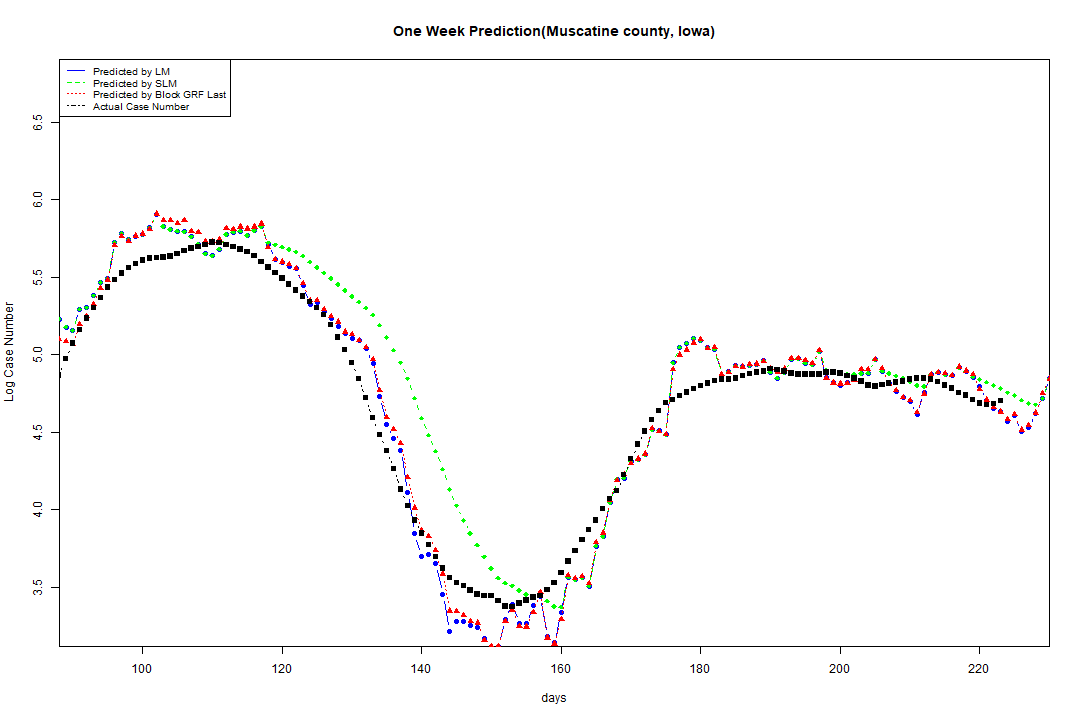 One Week Prediction(Muscatine county, Iowa)
Predicted by LM
Predicted by SLM
Predicted by Block GRF Last
Actual Case Number
Log Case Number
6.5
6.0
5.5
5.0
4.5
4.0
3.5
100 120 140 160 180 200 220
days